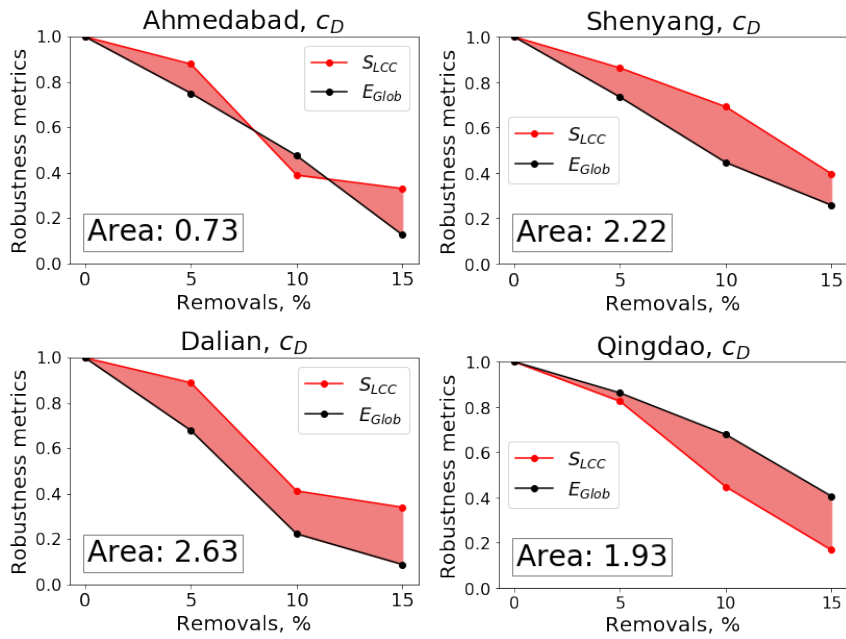 Ahmedabad, c_D
1.0
0.8
0.6
0.4
0.2
0.0
Robustness metrics
S_LCC
E_Glob
Area: 0.73
0 5 10 15
Removals, %
Shenyang, c_D
1.0
0.8
0.6
0.4
0.2
0.0
Robustness metrics
S_LCC
E_Glob
Area: 2.22
0 5 10 15
Removals, %
Dalian, c_D
1.0
0.8
0.6
0.4
0.2
0.0
Robustness metrics
S_LCC
E_Glob
Area: 2.63
0 5 10 15
Removals, %
Qingdao, c_D
1.0
0.8
0.6
0.4
0.2
0.0
Robustness metrics
S_LCC
E_Glob
Area: 1.93
0 5 10 15
Removals, %